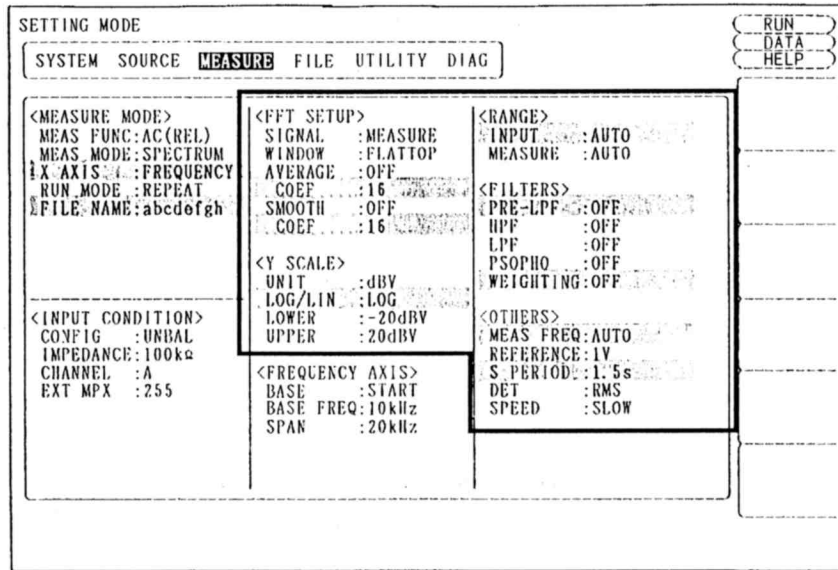 SETTING MODE
RUN
DATA
HELP
SYSTEM SOURCE MEASURE FILE UTILITY DIAG
<MEASURE MODE>
MEAS FUNC:AC(REL)
MEAS MODE:SPECTRUM
X AXIS :FREQUENCY
RUN MODE :REPEAT
FILE NAME:abcdefgh
<INPUT CONDITION>
CONFIG :UNBAL
IMPEDANCE:100kΩ
CHANNEL :A
EXT MPX :255
<FFT SETUP>
SIGNAL :MEASURE
WINDOW :FLATTOP
AVERAGE :OFF
COEF :16
SMOOTH :OFF
COEF :16
<Y SCALE>
UNIT :dBV
LOG/LIN :LOG
LOWER :-20dBV
UPPER :20dBV
<FREQUENCY AXIS>
BASE :START
BASE FREQ:10kHz
SPAN :20kHz
<RANGE>
INPUT :AUTO
MEASURE :AUTO
<FILTERS>
PRE-LPF :OFF
HPF :OFF
LPF :OFF
PSOPHO :OFF
WEIGHTING:OFF
<OTHERS>
MEAS FREQ:AUTO
REFERENCE:1V
S PERIOD :1.5s
DET :RMS
SPEED :SLOW